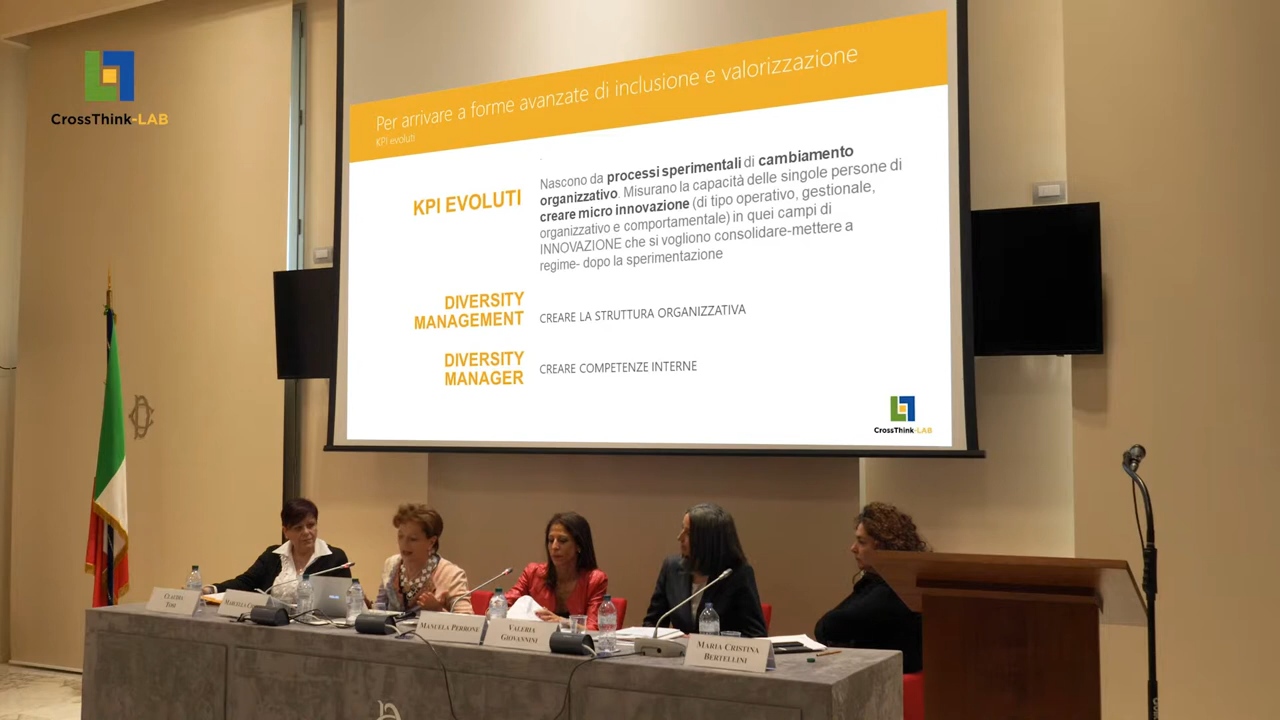 CrossThink-LAB
Per arrivare a forme avanzate di inclusione e valorizzazione
KPI evoluti
KPI EVOLUTI
Nascono da processi sperimentali di cambiamento
organizzativo. Misurano la capacità delle singole persone di
creare micro innovazione (di tipo operativo, gestionale,
organizzativo e comportamentale) in quei campi di
INNOVAZIONE che si vogliono consolidare-mettere a
regime- dopo la sperimentazione
DIVERSITY
MANAGEMENT
CREARE LA STRUTTURA ORGANIZZATIVA
DIVERSITY
MANAGER
CREARE COMPETENZE INTERNE
CrossThink-LAB
CLAUDIO
MARCELLA
MANUELA PERRONE
VALERIA
GIOVANNINI
MARIA CRISTINA
BERTELLINI